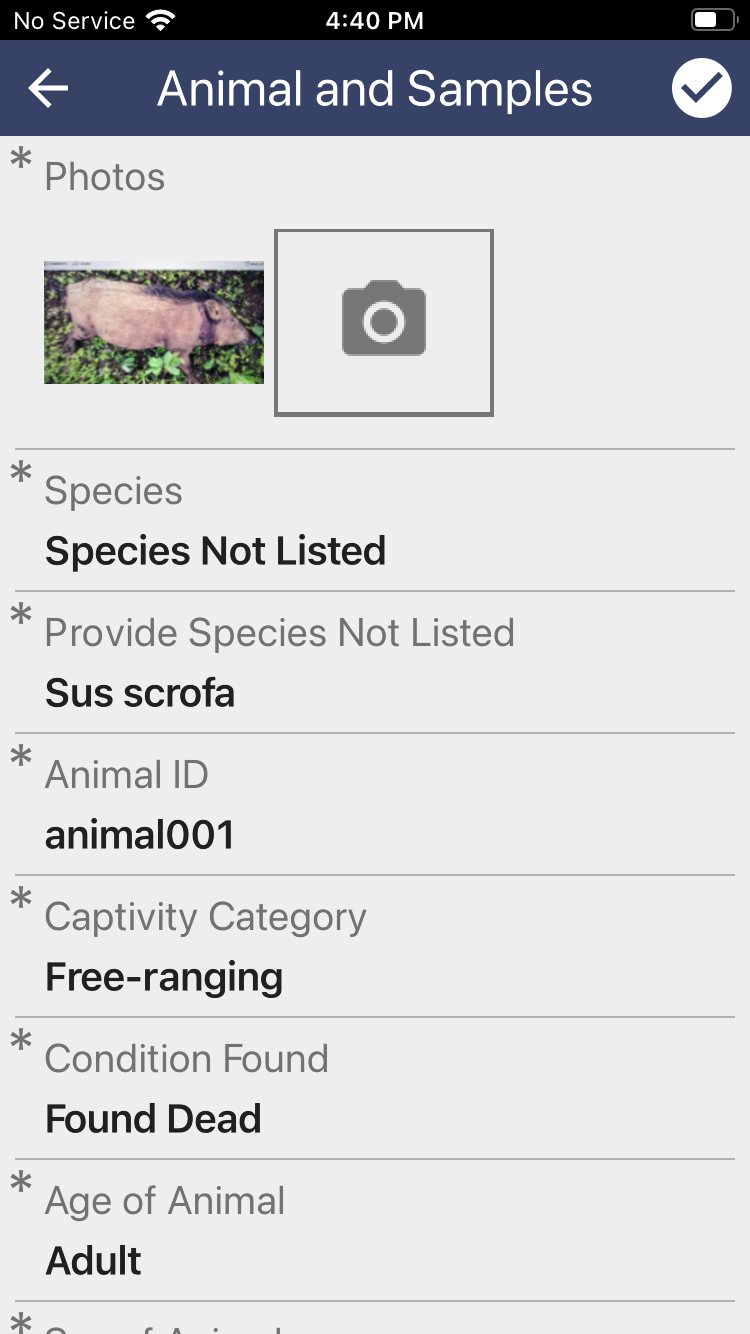 No Service
4:40 PM
Animal and Samples
* Photos
* Species
Species Not Listed
* Provide Species Not Listed
Sus scrofa
* Animal ID
animal001
* Captivity Category
Free-ranging
* Condition Found
Found Dead
* Age of Animal
Adult
*